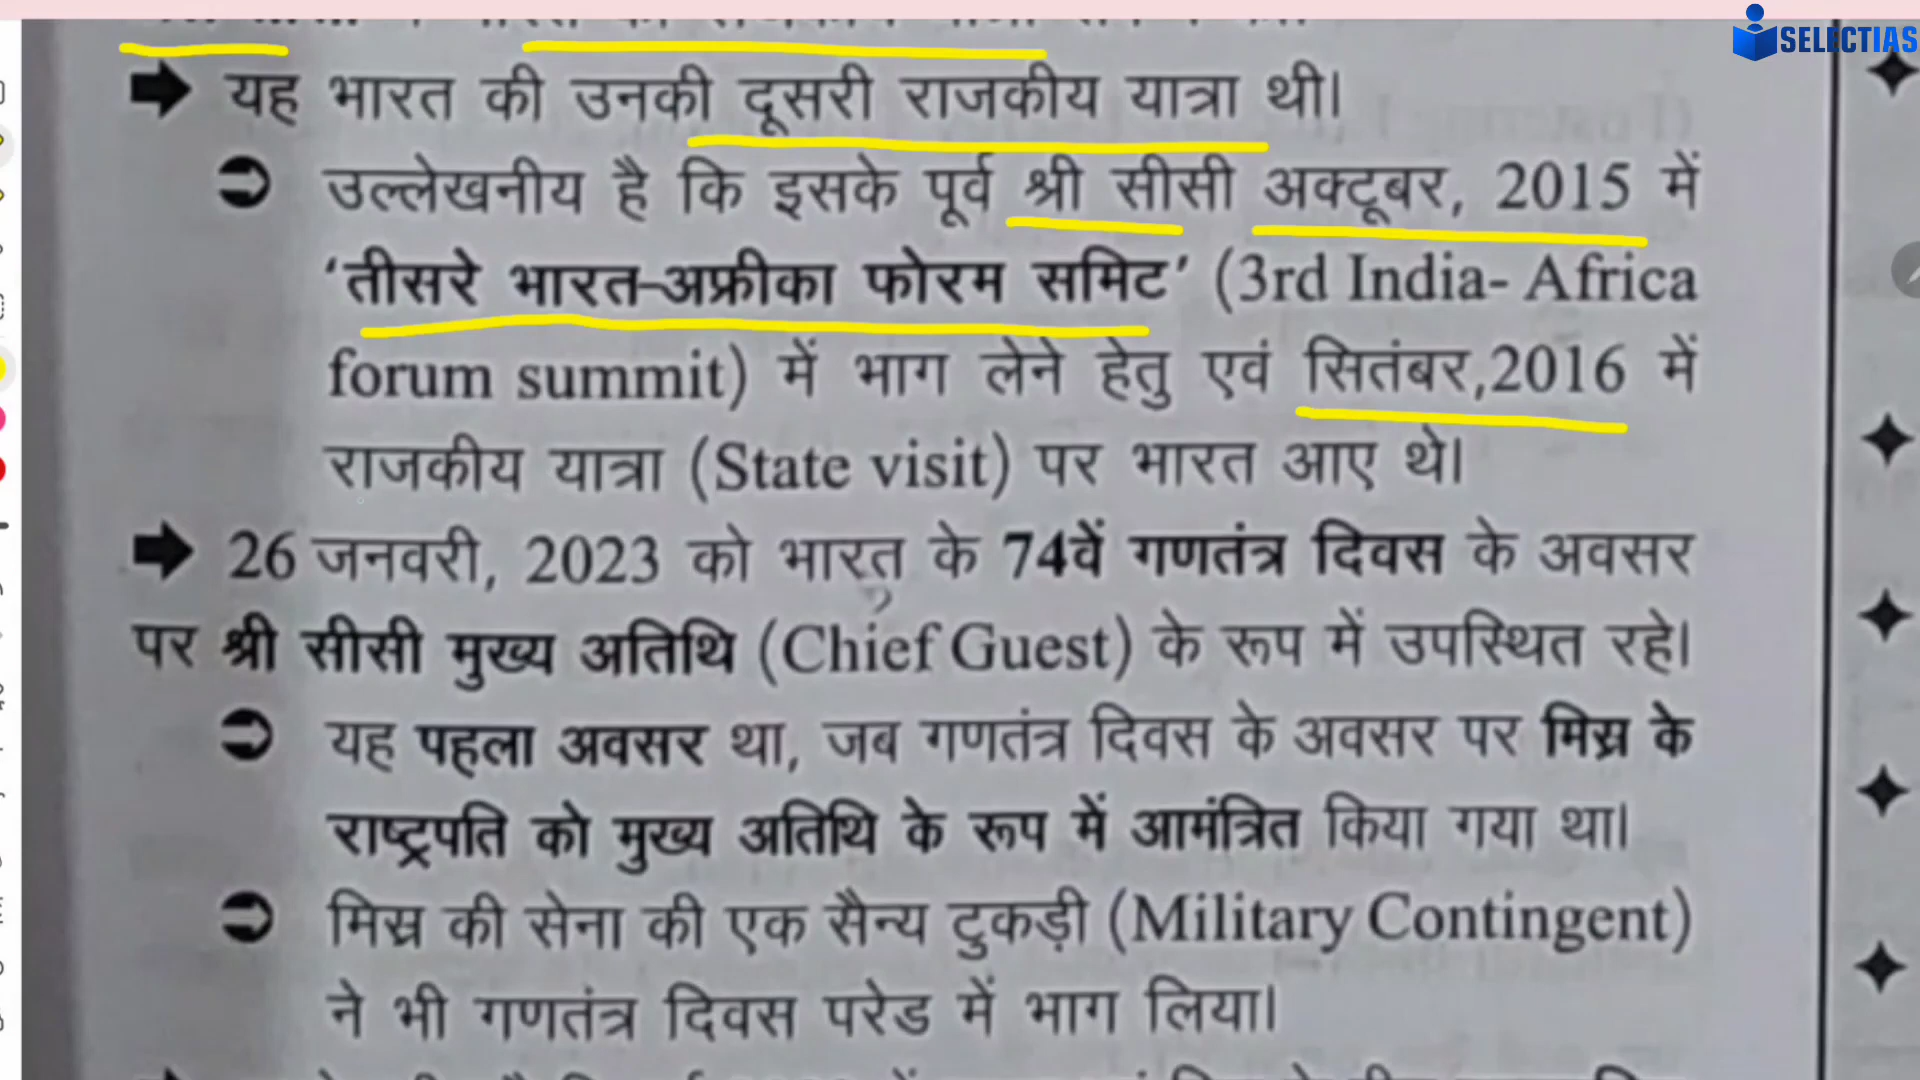 SELECTIAS
यह भारत की उनकी दूसरी राजकीय यात्रा थी।
उल्लेखनीय है कि इसके पूर्व श्री सीसी अक्टूबर, 2015 में
‘तीसरे भारत-अफ्रीका फोरम समिट’ (3rd India- Africa
forum summit) में भाग लेने हेतु एवं सितंबर,2016 में
राजकीय यात्रा (State visit) पर भारत आए थे।
26 जनवरी, 2023 को भारत के 74वें गणतंत्र दिवस के अवसर
पर श्री सीसी मुख्य अतिथि (Chief Guest) के रूप में उपस्थित रहे।
यह पहला अवसर था, जब गणतंत्र दिवस के अवसर पर मिस्र के
राष्ट्रपति को मुख्य अतिथि के रूप में आमंत्रित किया गया था।
मिस्र की सेना की एक सैन्य टुकड़ी (Military Contingent)
ने भी गणतंत्र दिवस परेड में भाग लिया।